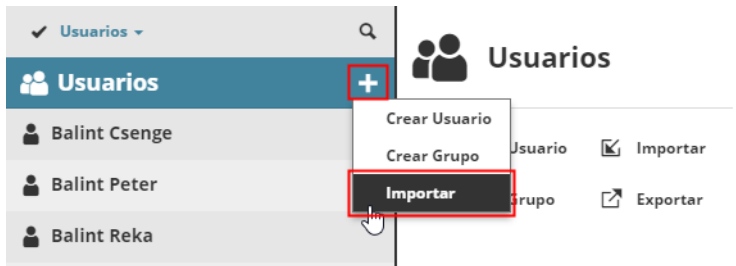 Usuarios
Usuarios
Balint Csenge
Balint Peter
Balint Reka
Crear Usuario
Crear Grupo
Importar
Usuarios
Usuario
Importar
Grupo
Exportar